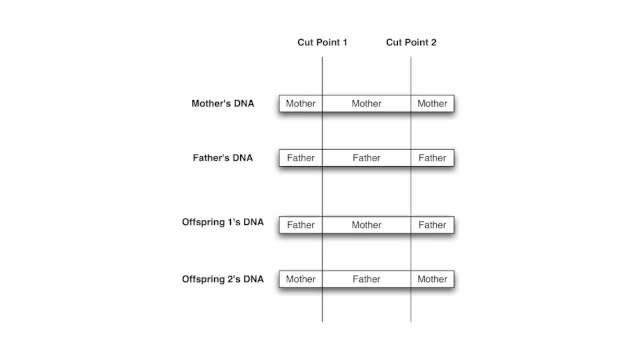 Cut Point 1 Cut Point 2
Mother's DNA Mother Mother Mother
Father's DNA Father Father Father
Offspring 1's DNA Father Mother Father
Offspring 2's DNA Mother Father Mother